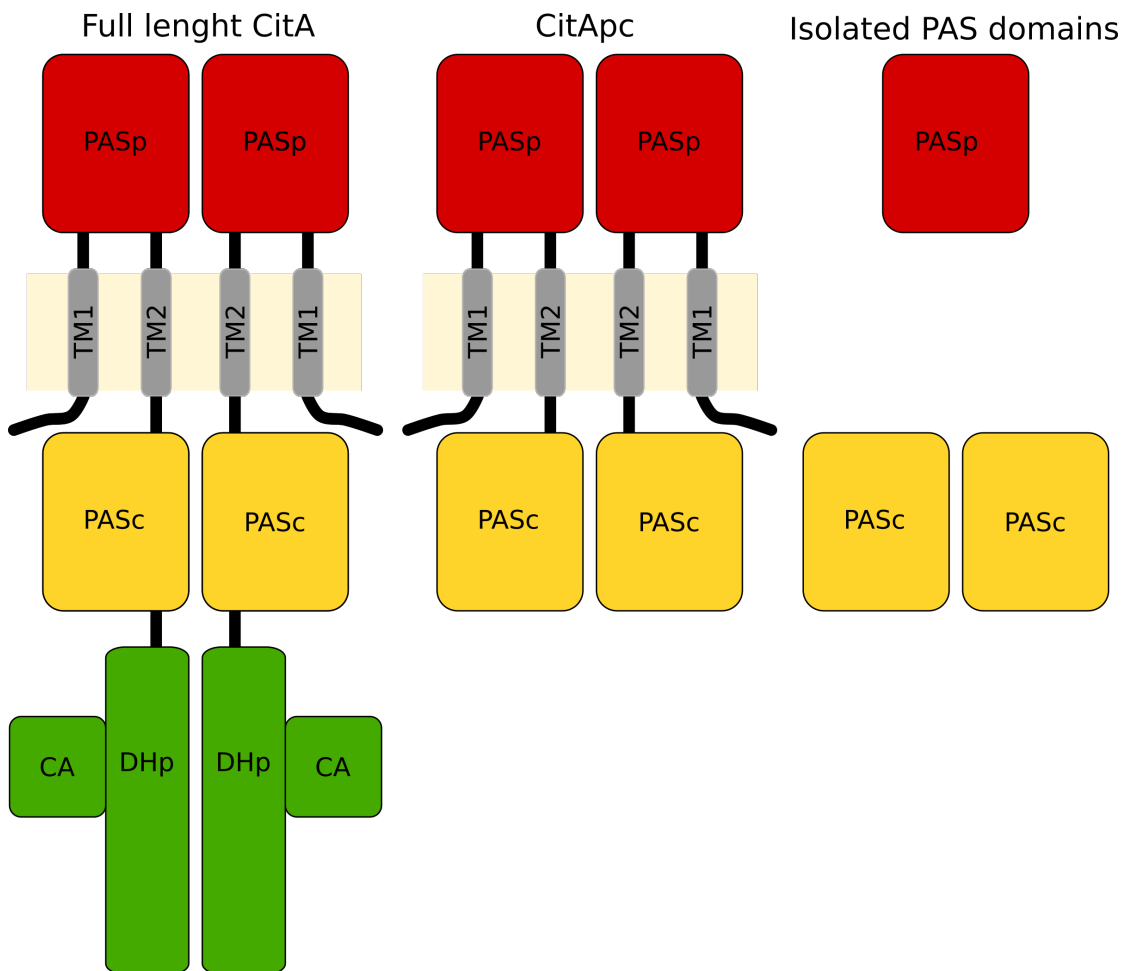 Full lenght CitA
CitApc
Isolated PAS domains
PASp
PASp
PASp
PASp
PASp
TM1
TM2
TM2
TM1
TM1
TM2
TM2
TM1
PASc
PASc
PASc
PASc
PASc
PASc
CA
DHp
DHp
CA